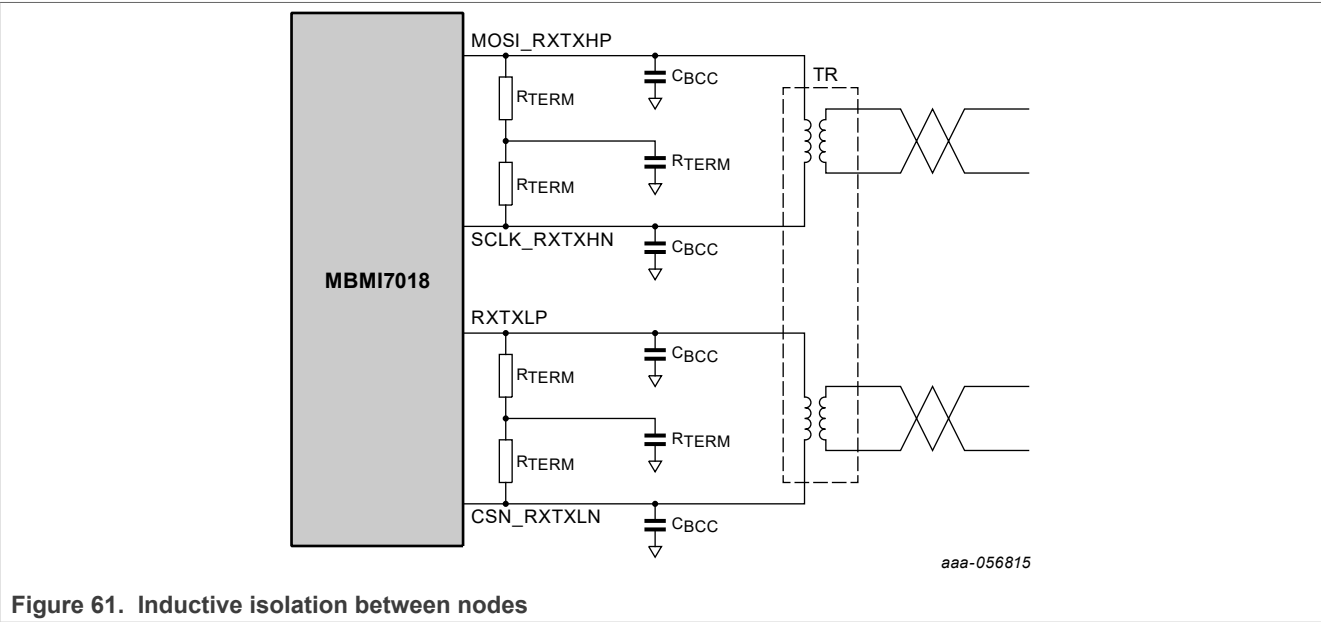 MOSI_RXTXHP
CBCC
TR
RTERM
RTERM
RTERM
SCLK_RXTXHN
CBCC
MBMI7018
RXTXLP
CBCC
RTERM
RTERM
RTERM
CSN_RXTXLN
CBCC
aaa-056815
Figure 61. Inductive isolation between nodes